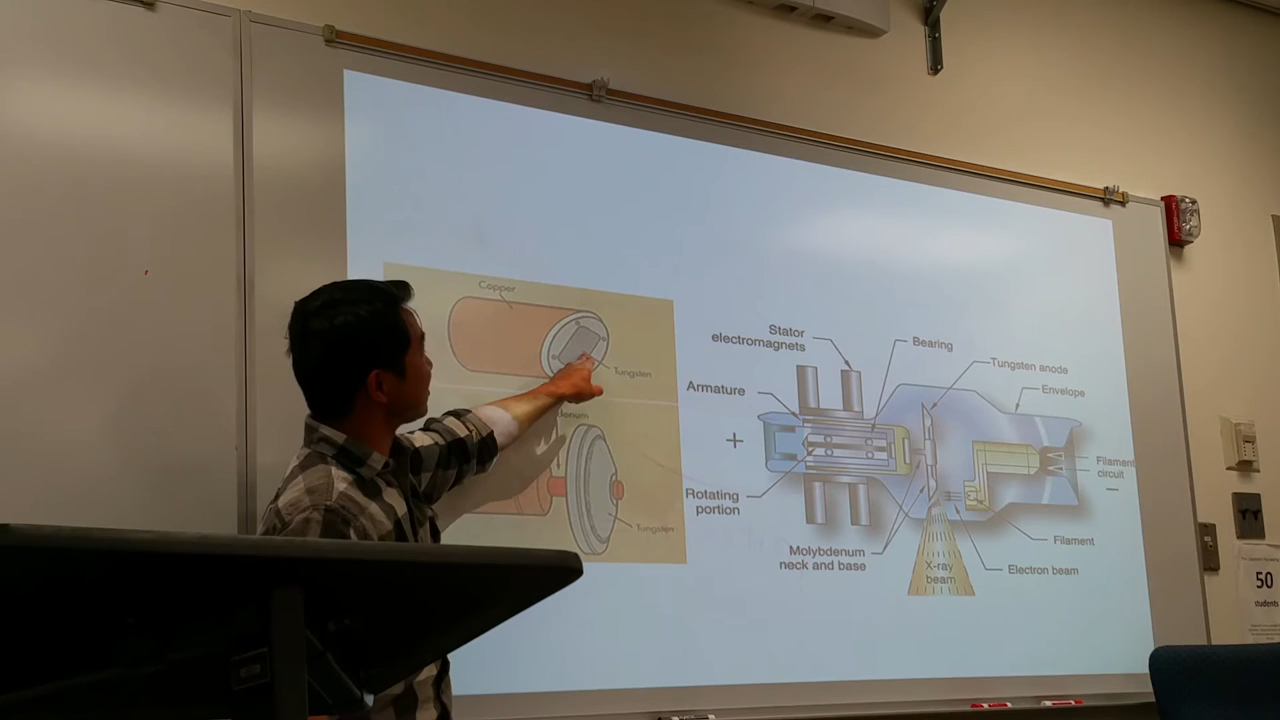 Copper
Tungsten
Tungsten
Stator
electromagnets
Bearing
Tungsten anode
Armature
Envelope
+
Filament
circuit
−
Rotating
portion
Molybdenum
neck and base
X-ray
beam
Electron beam
Filament
50
students